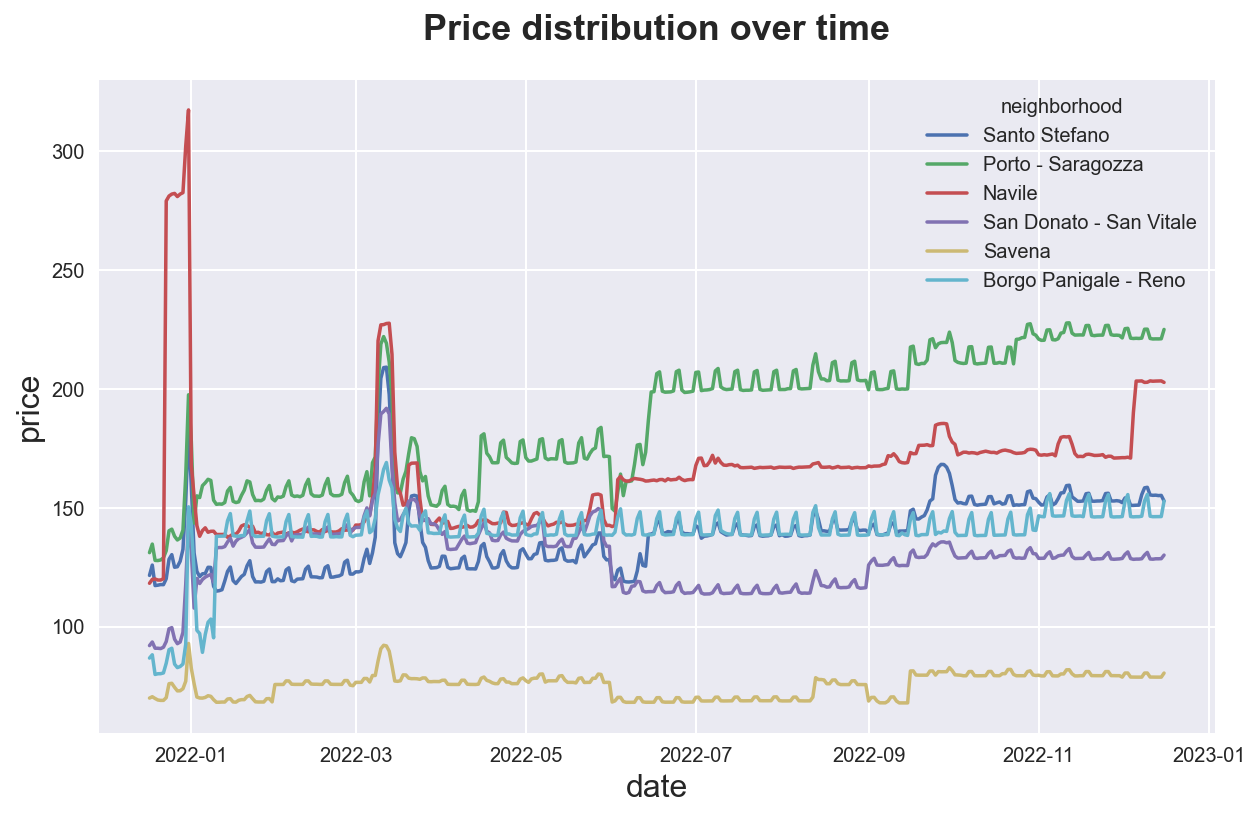 Price distribution over time
neighborhood
Santo Stefano
Porto - Saragozza
Navile
San Donato - San Vitale
Savena
Borgo Panigale - Reno
price
300
250
200
150
100
2022-01
2022-03
2022-05
2022-07
2022-09
2022-11
2023-01
date